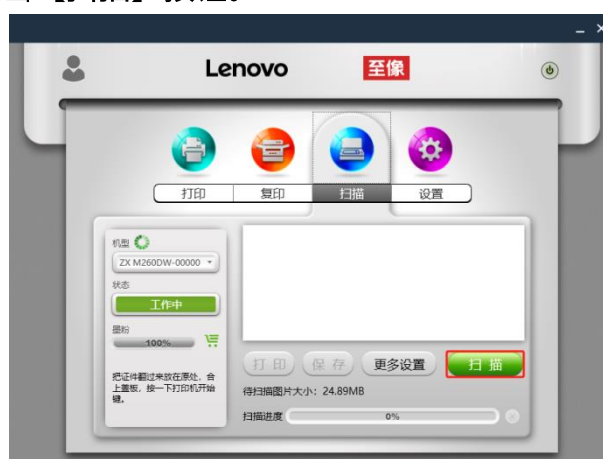 Lenovo 至像
打印 复印 扫描 设置
机型
ZX M260DW-00000
状态
工作中
墨粉
100%
把证件翻过来放在原处，合
上盖板，按一下打印机开始
键。
打 印 保 存 更多设置 扫 描
待扫描图片大小： 24.89MB
扫描进度 0%